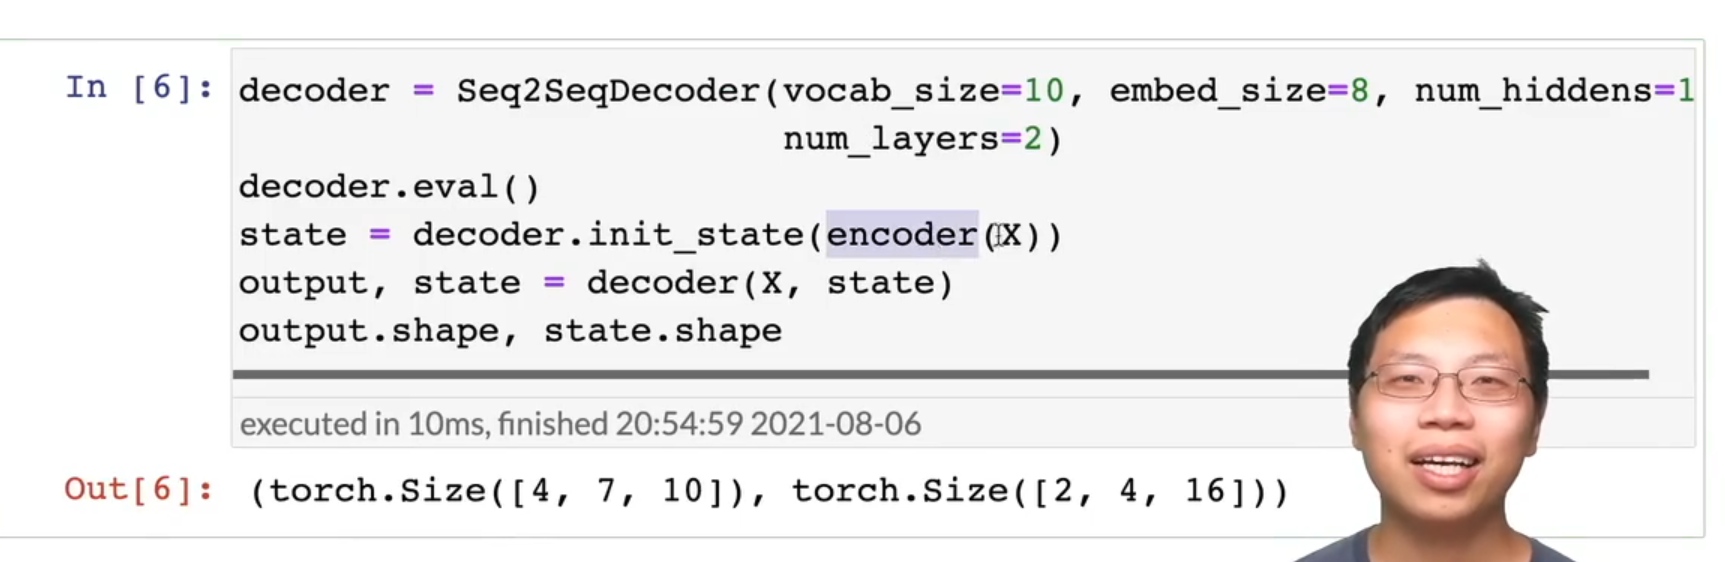 In [6]: decoder = Seq2SeqDecoder(vocab_size=10, embed_size=8, num_hiddens=1
num_layers=2)
decoder.eval()
state = decoder.init_state(encoder(X))
output, state = decoder(X, state)
output.shape, state.shape
executed in 10ms, finished 20:54:59 2021-08-06
Out[6]: (torch.Size([4, 7, 10]), torch.Size([2, 4, 16]))